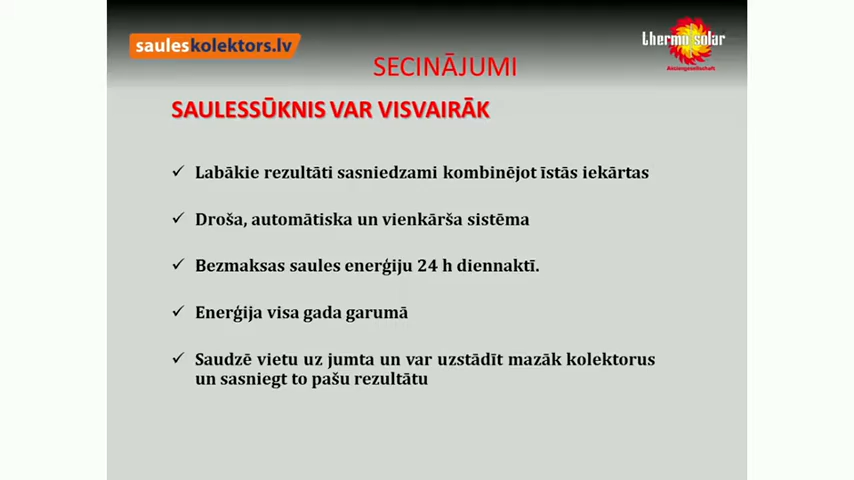 sauleskolektors.lv
thermo solar
Aktiengesellschaft
SECINĀJUMI
SAULESSŪKNIS VAR VISVAIRĀK
✓ Labākie rezultāti sasniedzami kombinējot īstās iekārtas
✓ Droša, automātiska un vienkārša sistēma
✓ Bezmaksas saules enerģiju 24 h diennaktī.
✓ Enerģija visa gada garumā
✓ Saudzē vietu uz jumta un var uzstādīt mazāk kolektorus
un sasniegt to pašu rezultātu